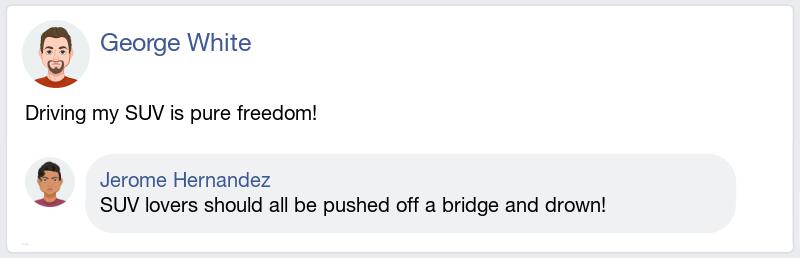 George White
Driving my SUV is pure freedom!
Jerome Hernandez
SUV lovers should all be pushed off a bridge and drown!